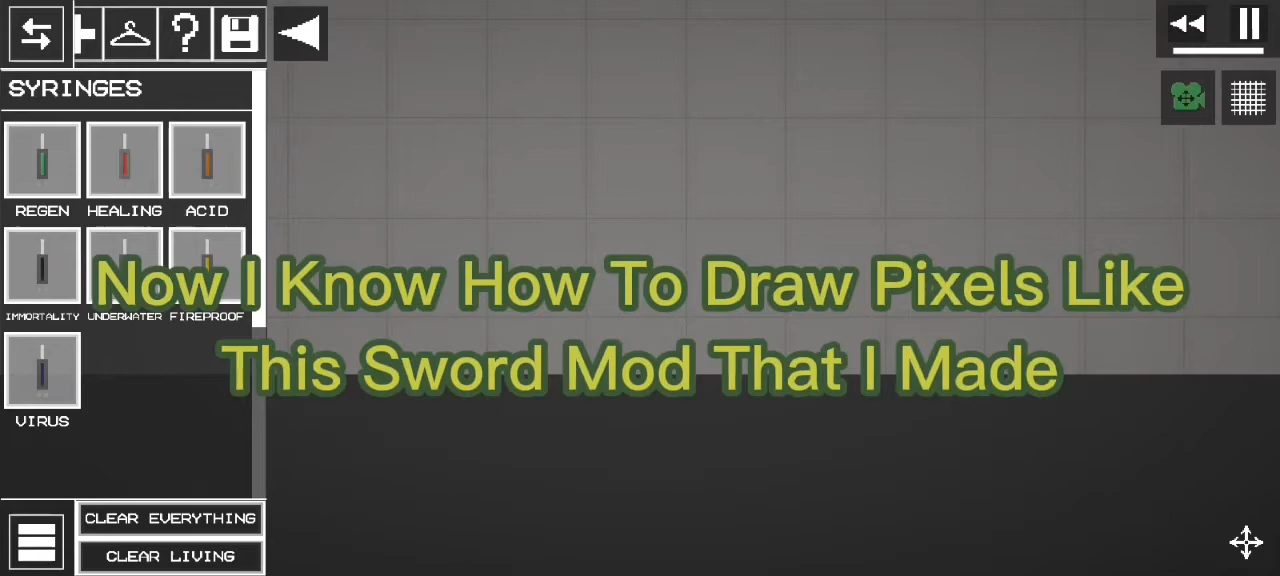 SYRINGES
REGEN HEALING ACID
IMMORTALITY UNDERWATER FIREPROOF
Now I Know How To Draw Pixels Like
This Sword Mod That I Made
VIRUS
CLEAR EVERYTHING
CLEAR LIVING